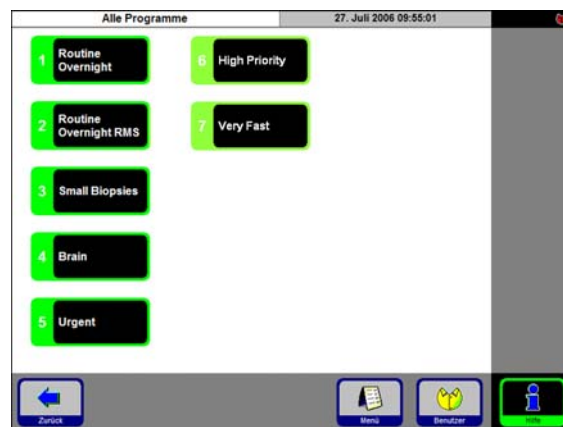 Alle Programme
27. Juli 2006 09:55:01
1
Routine
Overnight
2
Routine
Overnight RMS
3
Small Biopsies
4
Brain
5
Urgent
6
High Priority
7
Very Fast
Zurück
Menü
Benutzer
Hilfe